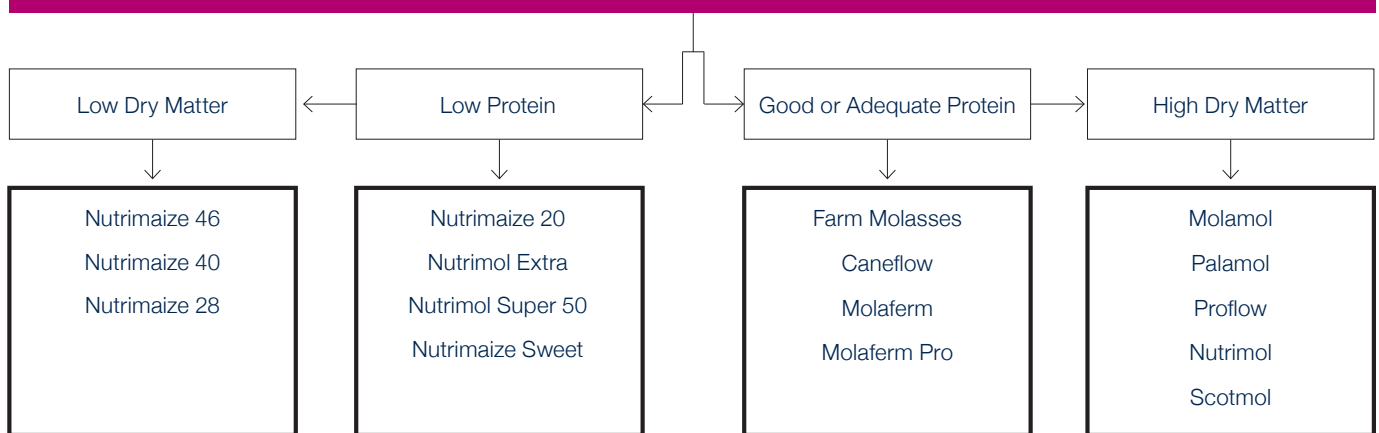 Low Dry Matter
Low Protein
Good or Adequate Protein
High Dry Matter
Nutrimaize 46
Nutrimaize 40
Nutrimaize 28
Nutrimaize 20
Nutrimol Extra
Nutrimol Super 50
Nutrimaize Sweet
Farm Molasses
Caneflow
Molaferm
Molaferm Pro
Molamol
Palamol
Proflow
Nutrimol
Scotmol